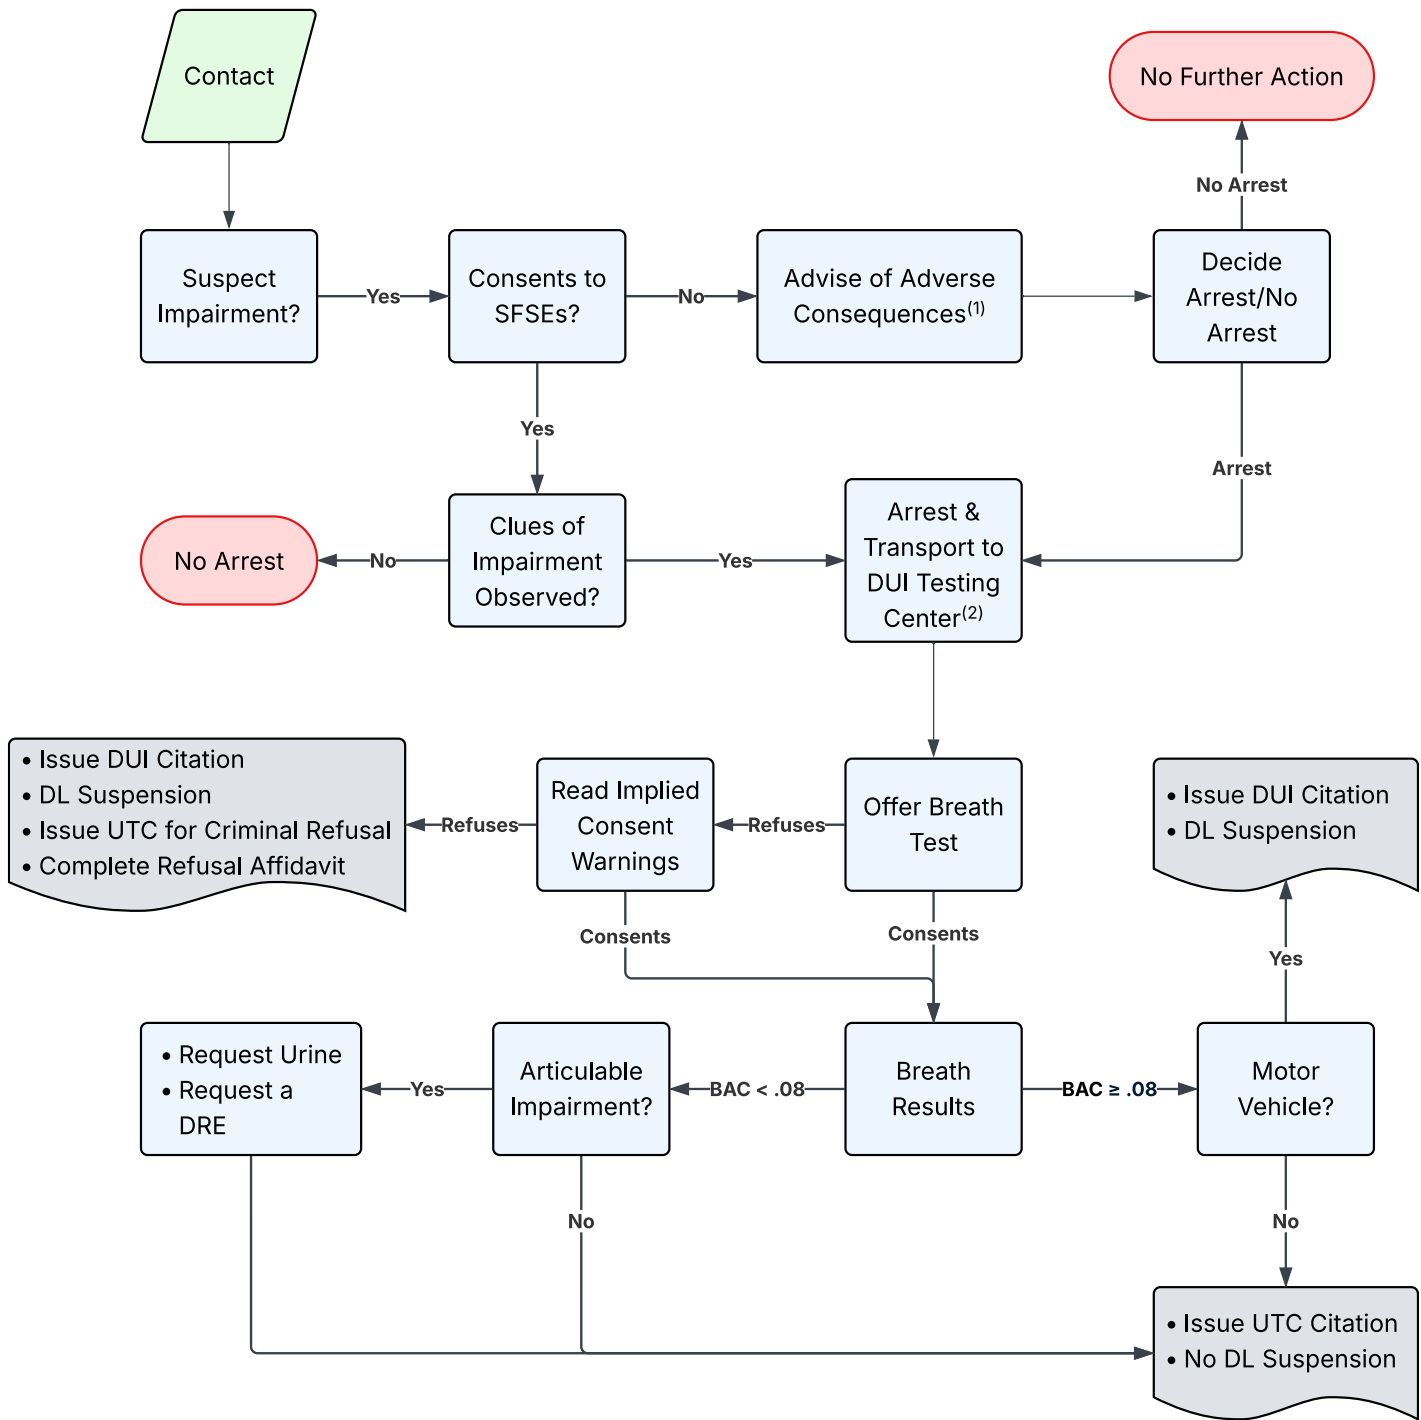 Contact
No Further Action
No Arrest
Suspect
Impairment?
Yes
Consents to
SFSEs?
No
Advise of Adverse
Consequences(1)
Decide
Arrest/No
Arrest
Yes
Arrest
No Arrest
No
Clues of
Impairment
Observed?
Yes
Arrest &
Transport to
DUI Testing
Center(2)
• Issue DUI Citation
• DL Suspension
• Issue UTC for Criminal Refusal
• Complete Refusal Affidavit
Refuses
Read Implied
Consent
Warnings
Refuses
Offer Breath
Test
• Issue DUI Citation
• DL Suspension
Consents
Consents
Yes
• Request Urine
• Request a
DRE
Yes
Articulable
Impairment?
BAC < .08
Breath
Results
BAC ≥ .08
Motor
Vehicle?
No
No
• Issue UTC Citation
• No DL Suspension